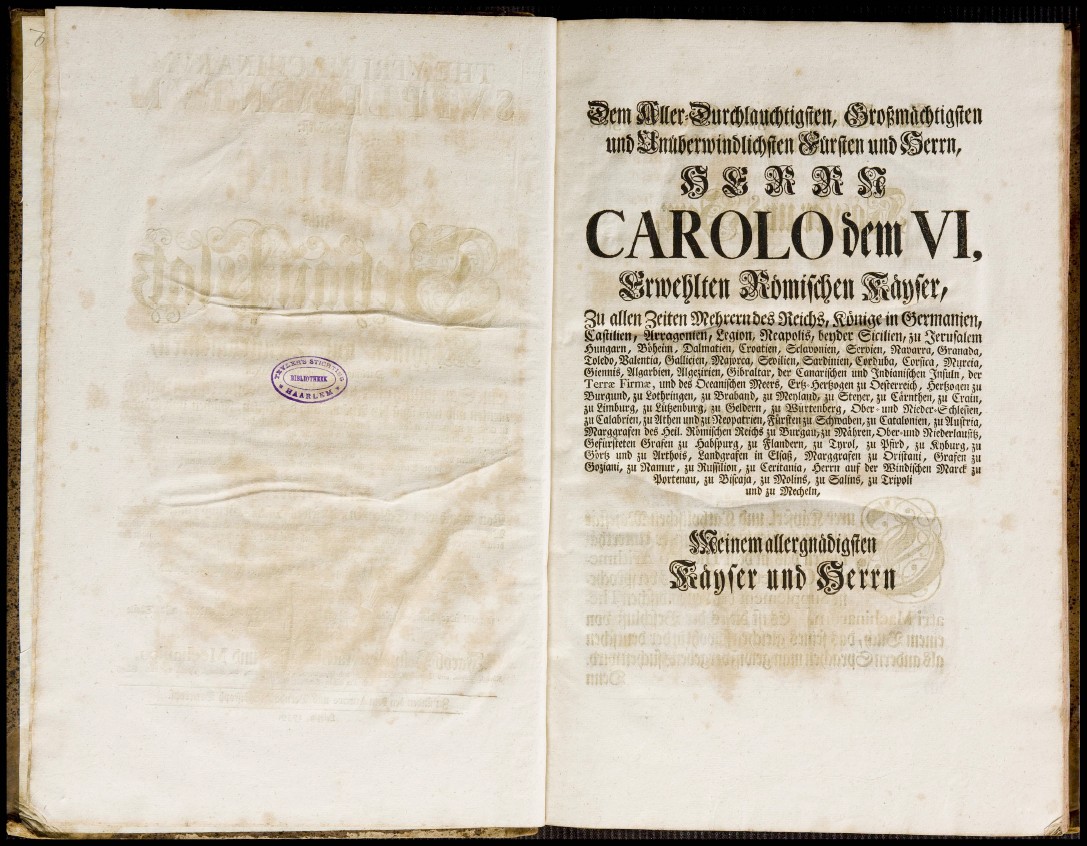 TEYLER'S STICHTING
BIBLIOTHEEK
HAARLEM
Dem Aller-Durchlauchtigsten, Großmächtigsten
und Unüberwindlichsten Fürsten und Herrn,
HERRN
CAROLO dem VI,
Erwehlten Römischen Käyser,
Zu allen Zeiten Mehrern des Reichs, Könige in Germanien,
Castilien, Arragonien, Legion, Neapolis, beyder Sicilien, zu Jerusalem
Hungarn, Böheim, Dalmatien, Croatien, Sclavonien, Servien, Navarra, Granada,
Toledo, Valentia, Gallicien, Majorca, Sevilien, Sardinien, Corduba, Corsica, Murcia,
Giennis, Algarbien, Algezirien, Gibraltar, der Canarischen und Indianischen Insuln, der
Terræ Firmæ, und des Oceanischen Meers, Ertz-Hertzogen zu Oesterreich, Hertzogen zu
Burgund, zu Lothringen, zu Braband, zu Meyland, zu Steyer, zu Cärnthen, zu Crain,
zu Limburg, zu Lützenburg, zu Geldern, zu Würtenberg, Ober- und Nieder-Schlesien,
zu Calabrien, zu Athen und zu Neopatrien, Fürsten zu Schwaben, zu Catalonien, zu Austria,
Marggrafen des Heil. Römischen Reichs zu Burgau, zu Mähren, Ober-und Niederlaußitz,
Gefürsteten Grafen zu Habspurg, zu Flandern, zu Tyrol, zu Pfird, zu Kyburg, zu
Görtz und zu Arthois, Landgrafen in Elsaß, Marggrafen zu Oristani, Grafen zu
Goziani, zu Namur, zu Russilion, zu Ceritania, Herrn auf der Windischen Marck zu
Portenau, zu Biscaja, zu Molins, zu Salins, zu Tripoli
und zu Mecheln,
Meinem allergnädigsten
Käyser und Herrn